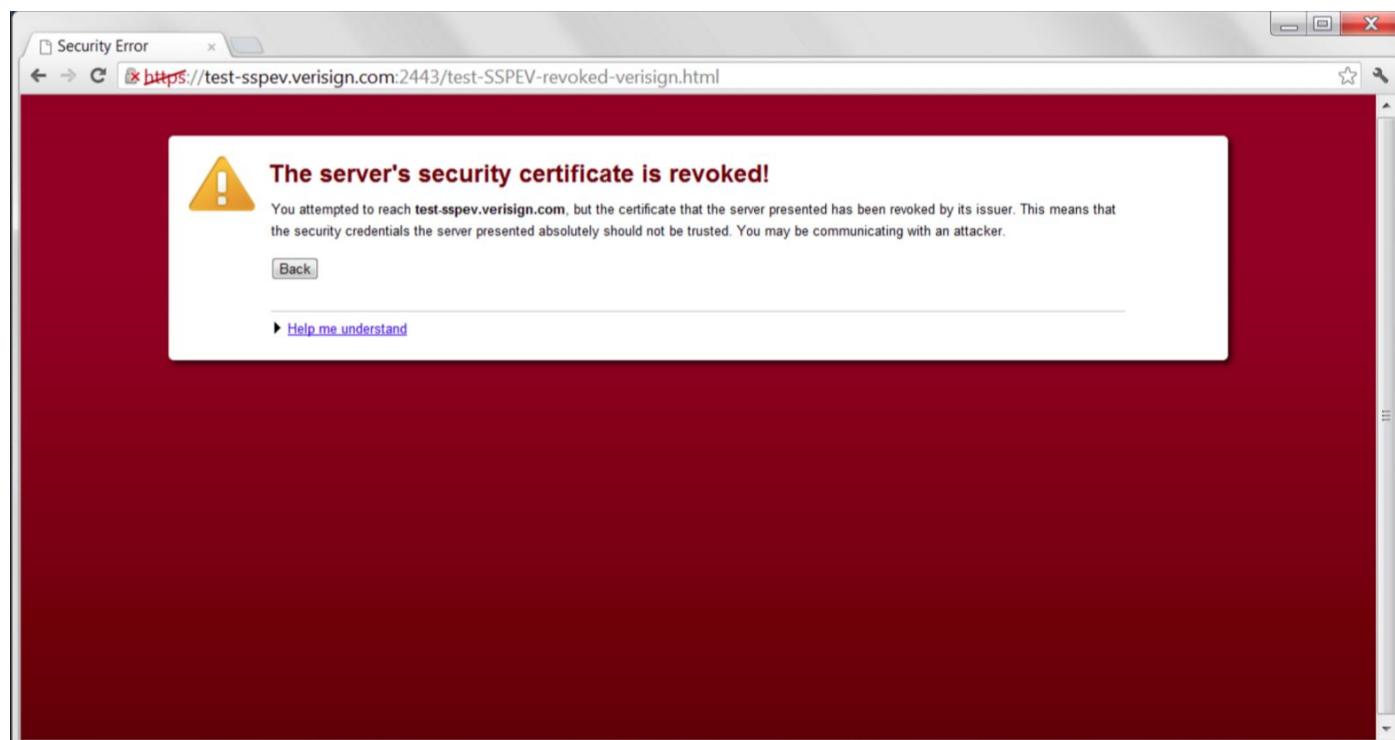 Security Error
https://test-sspev.verisign.com:2443/test-SSPEV-revoked-verisign.html
The server's security certificate is revoked!
You attempted to reach test-sspev.verisign.com, but the certificate that the server presented has been revoked by its issuer. This means that
the security credentials the server presented absolutely should not be trusted. You may be communicating with an attacker.
Back
Help me understand